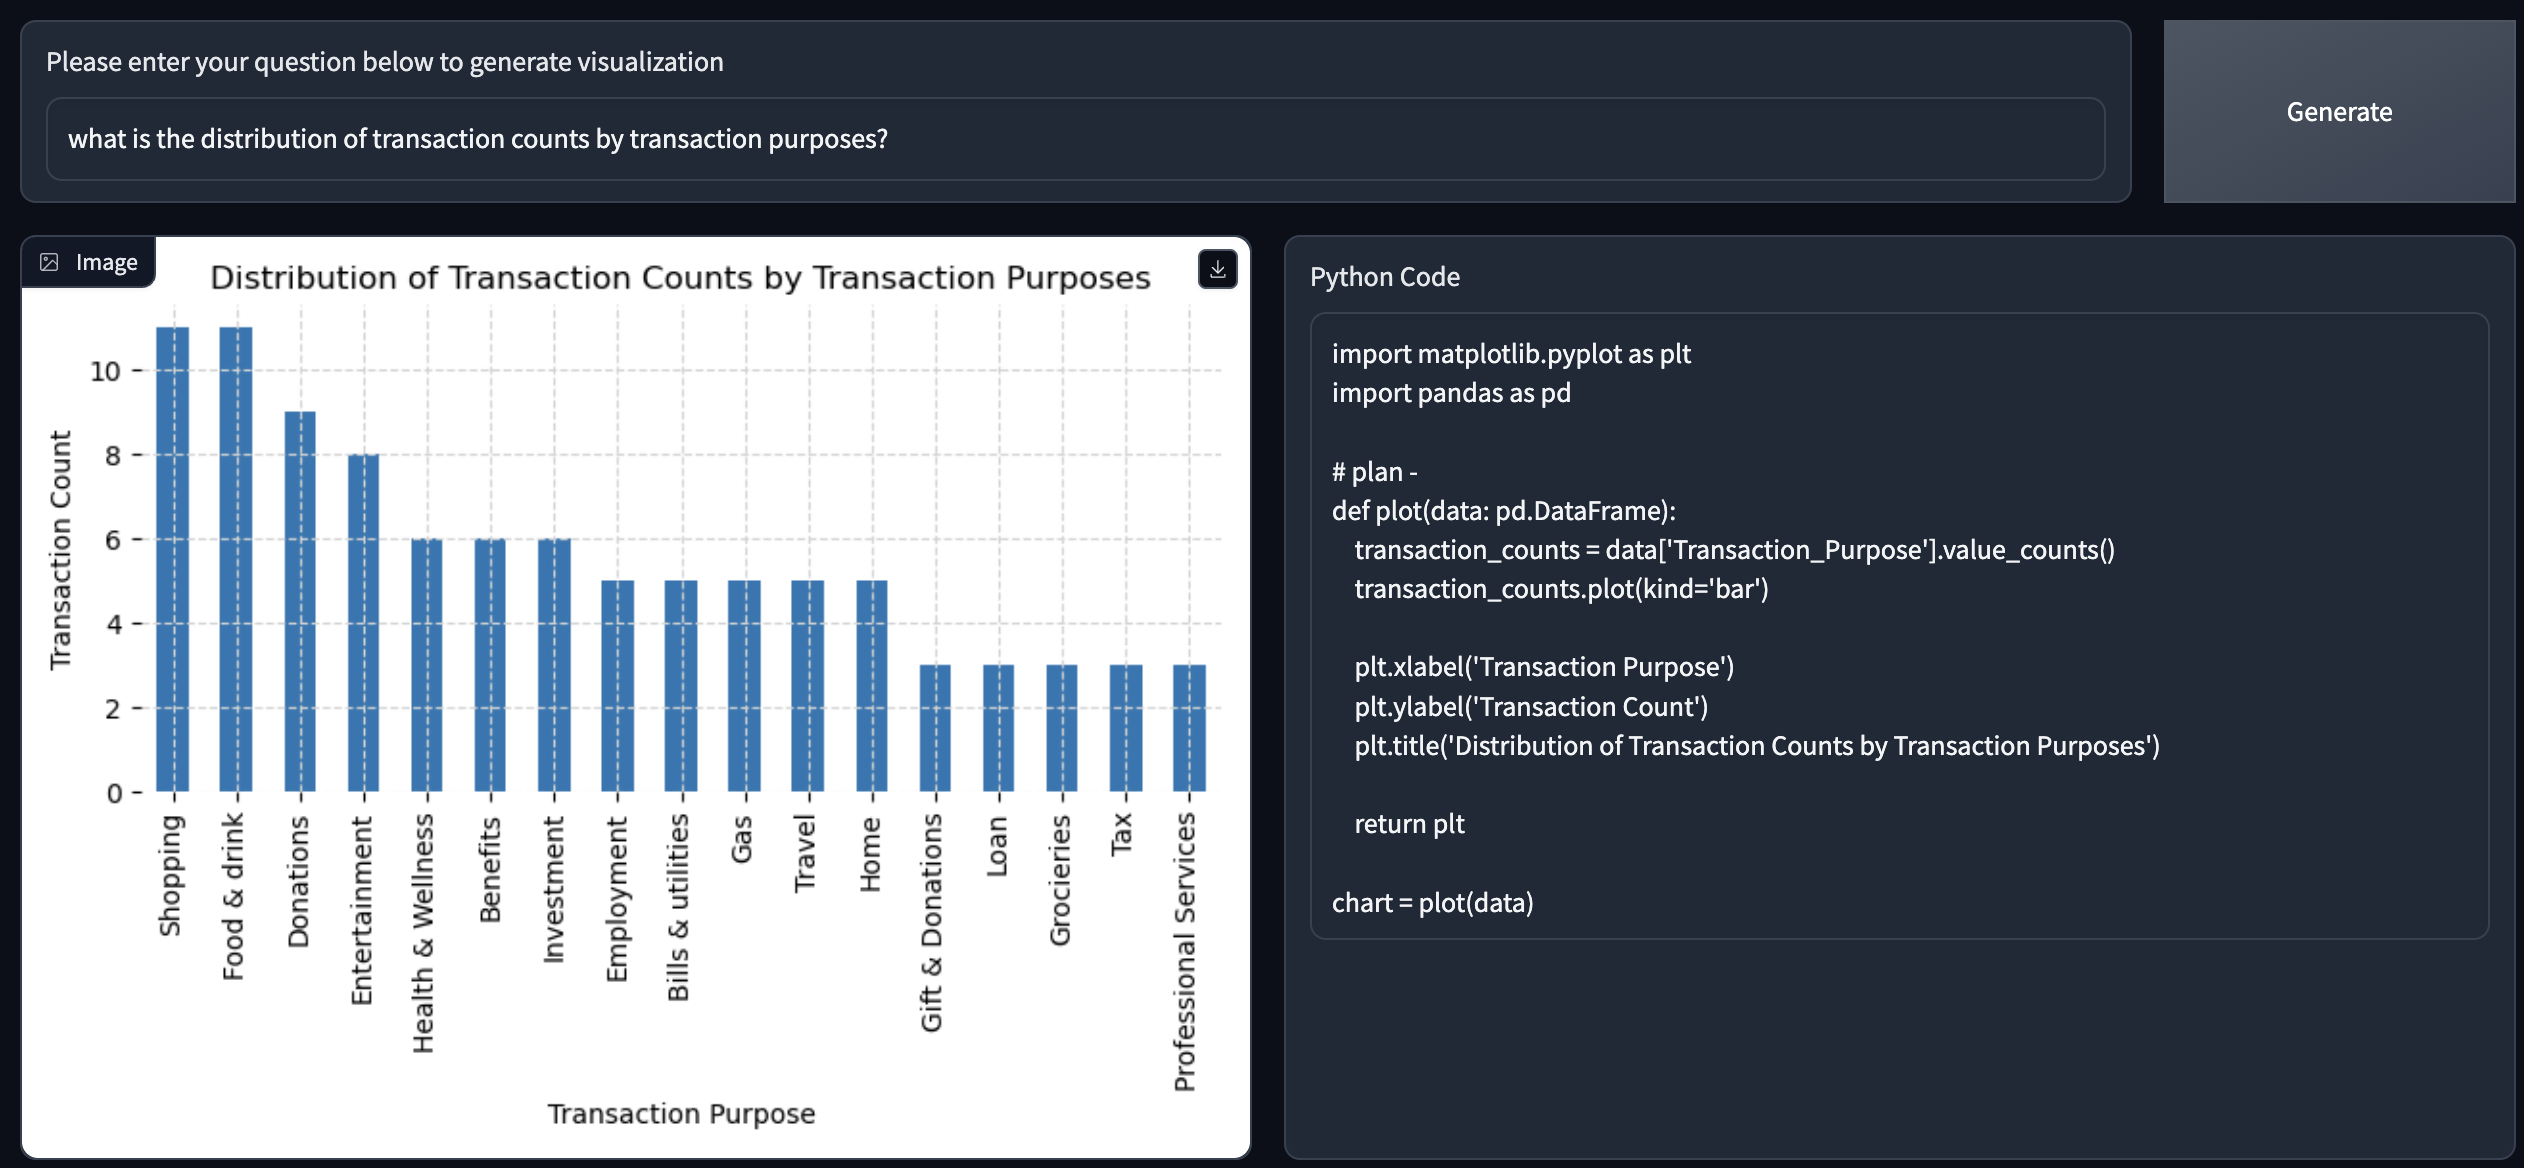 Please enter your question below to generate visualization
what is the distribution of transaction counts by transaction purposes?
Generate
Image
Distribution of Transaction Counts by Transaction Purposes
Transaction Count
10
8
6
4
2
0
Shopping
Food & drink
Donations
Entertainment
Health & Wellness
Benefits
Investment
Employment
Bills & utilities
Gas
Travel
Home
Gift & Donations
Loan
Grocieries
Tax
Professional Services
Transaction Purpose
Python Code
import matplotlib.pyplot as plt
import pandas as pd
# plan -
def plot(data: pd.DataFrame):
    transaction_counts = data['Transaction_Purpose'].value_counts()
    transaction_counts.plot(kind='bar')
    plt.xlabel('Transaction Purpose')
    plt.ylabel('Transaction Count')
    plt.title('Distribution of Transaction Counts by Transaction Purposes')
    return plt
chart = plot(data)